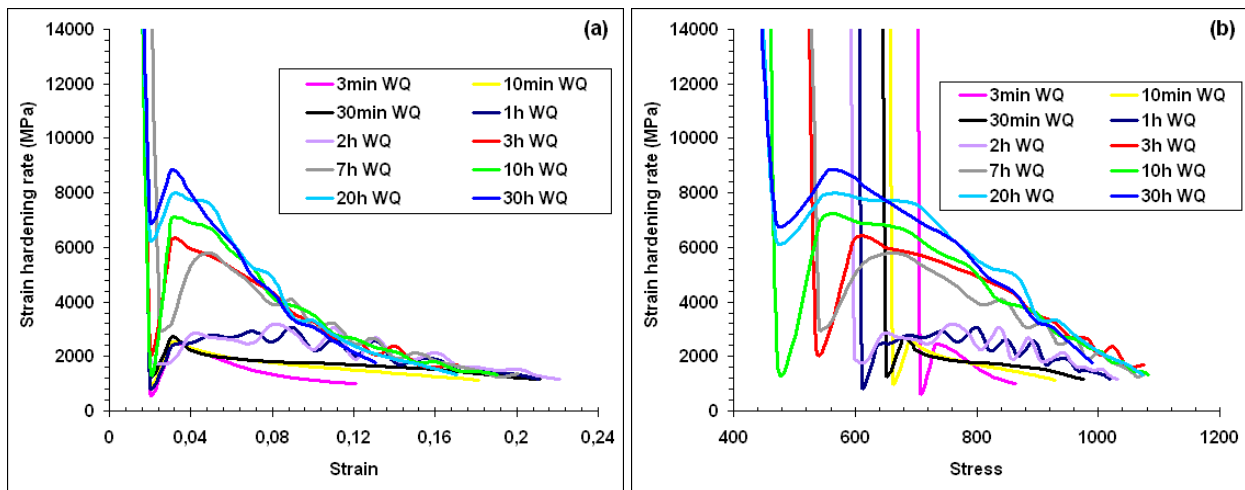 (a)
14000
12000
10000
8000
6000
4000
2000
0
Strain hardening rate (MPa)
3min WQ 10min WQ
30min WQ 1h WQ
2h WQ 3h WQ
7h WQ 10h WQ
20h WQ 30h WQ
0 0,04 0,08 0,12 0,16 0,2 0,24
Strain
(b)
14000
12000
10000
8000
6000
4000
2000
0
Strain hardening rate (MPa)
3min WQ 10min WQ
30min WQ 1h WQ
2h WQ 3h WQ
7h WQ 10h WQ
20h WQ 30h WQ
400 600 800 1000 1200
Stress